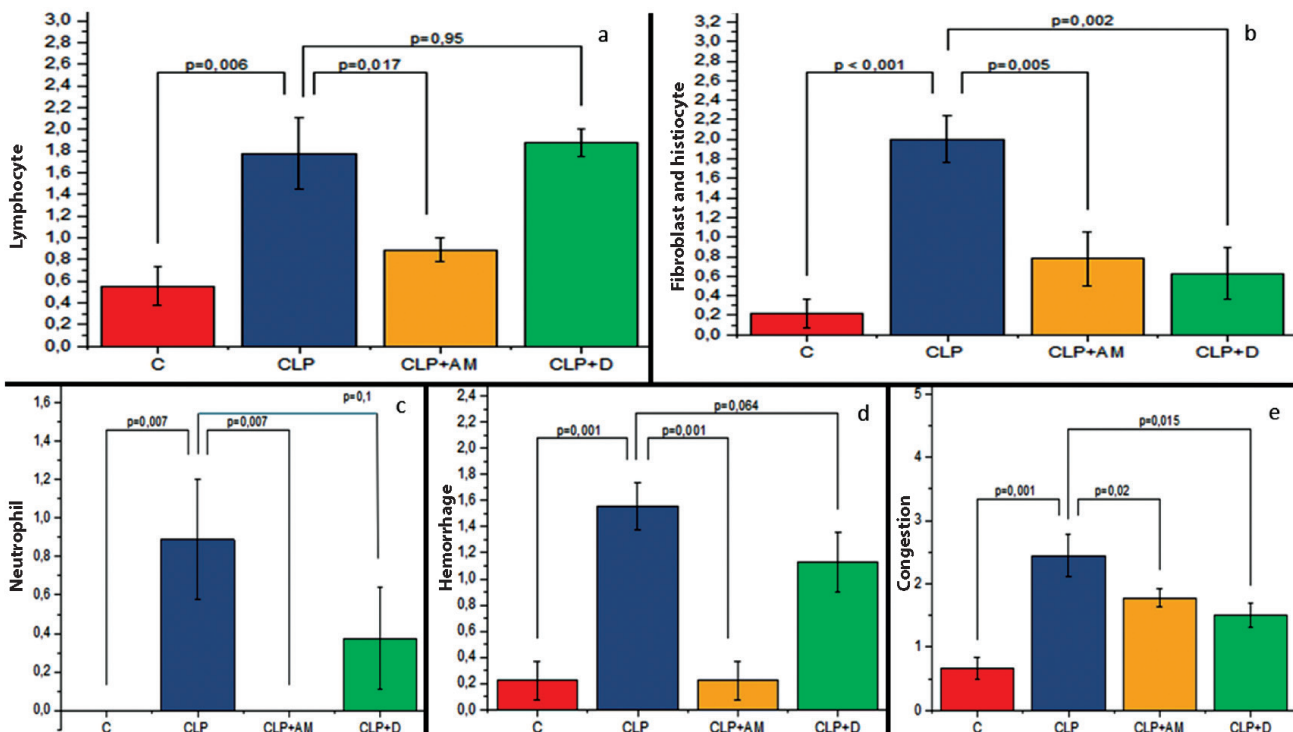 a
p=0,95
p=0,006
p=0,017
Lymphocyte
3,0
2,8
2,6
2,4
2,2
2,0
1,8
1,6
1,4
1,2
1,0
0,8
0,6
0,4
0,2
0,0
C CLP CLP+AM CLP+D
b
p=0,002
p < 0,001
p=0,005
Fibroblast and histiocyte
3,2
3,0
2,8
2,6
2,4
2,2
2,0
1,8
1,6
1,4
1,2
1,0
0,8
0,6
0,4
0,2
0,0
C CLP CLP+AM CLP+D
c
p=0,1
p=0,007
p=0,007
Neutrophil
1,6
1,4
1,2
1,0
0,8
0,6
0,4
0,2
0,0
C CLP CLP+AM CLP+D
d
p=0,064
p=0,001
p=0,001
Hemorrhage
2,6
2,4
2,2
2,0
1,8
1,6
1,4
1,2
1,0
0,8
0,6
0,4
0,2
0,0
C CLP CLP+AM CLP+D
e
p=0,015
p=0,001
p=0,02
Congestion
5
4
3
2
1
0
C CLP CLP+AM CLP+D